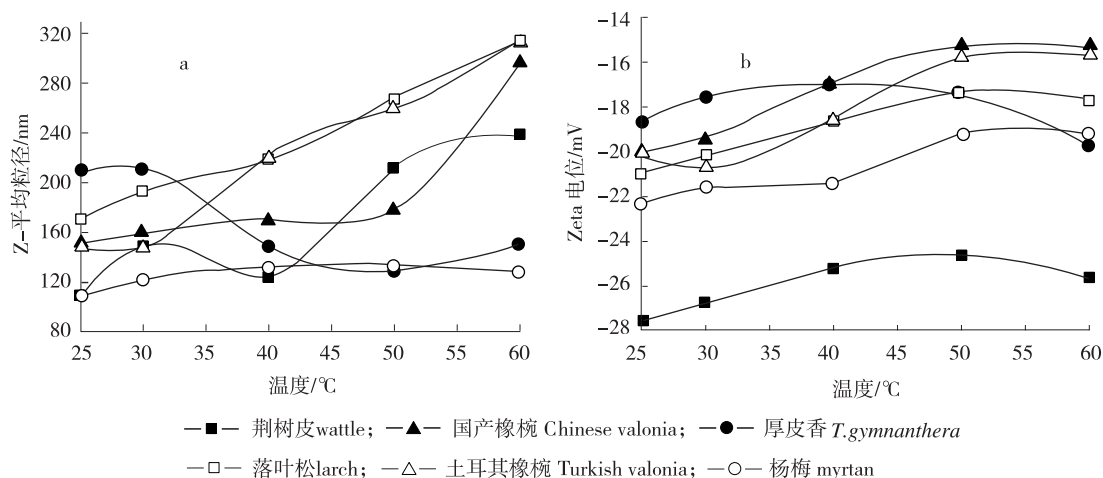 a
320
280
240
200
160
120
80
Z-平均粒径/nm
25 30 35 40 45 50 55 60
温度/℃
b
-14
-16
-18
-20
-22
-24
-26
-28
Zeta 电位/mV
25 30 35 40 45 50 55 60
温度/℃
荆树皮wattle; 国产橡椀 Chinese valonia; 厚皮香 T.gymnanthera
落叶松larch; 土耳其橡椀 Turkish valonia; 杨梅 myrtan